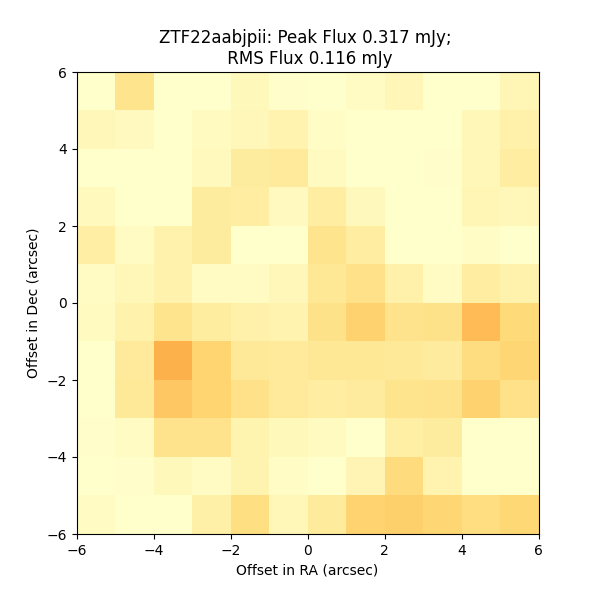 ZTF22aabjpii: Peak Flux 0.317 mJy;
RMS Flux 0.116 mJy
6
4
2
0
−2
−4
−6
Offset in Dec (arcsec)
−6 −4 −2 0 2 4 6
Offset in RA (arcsec)